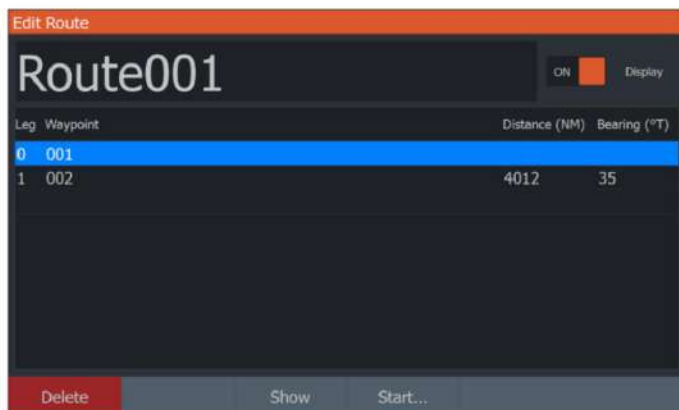 Edit Route
Route001 ON Display
Leg Waypoint Distance (NM) Bearing (°T)
0 001
1 002 4012 35
Delete Show Start...